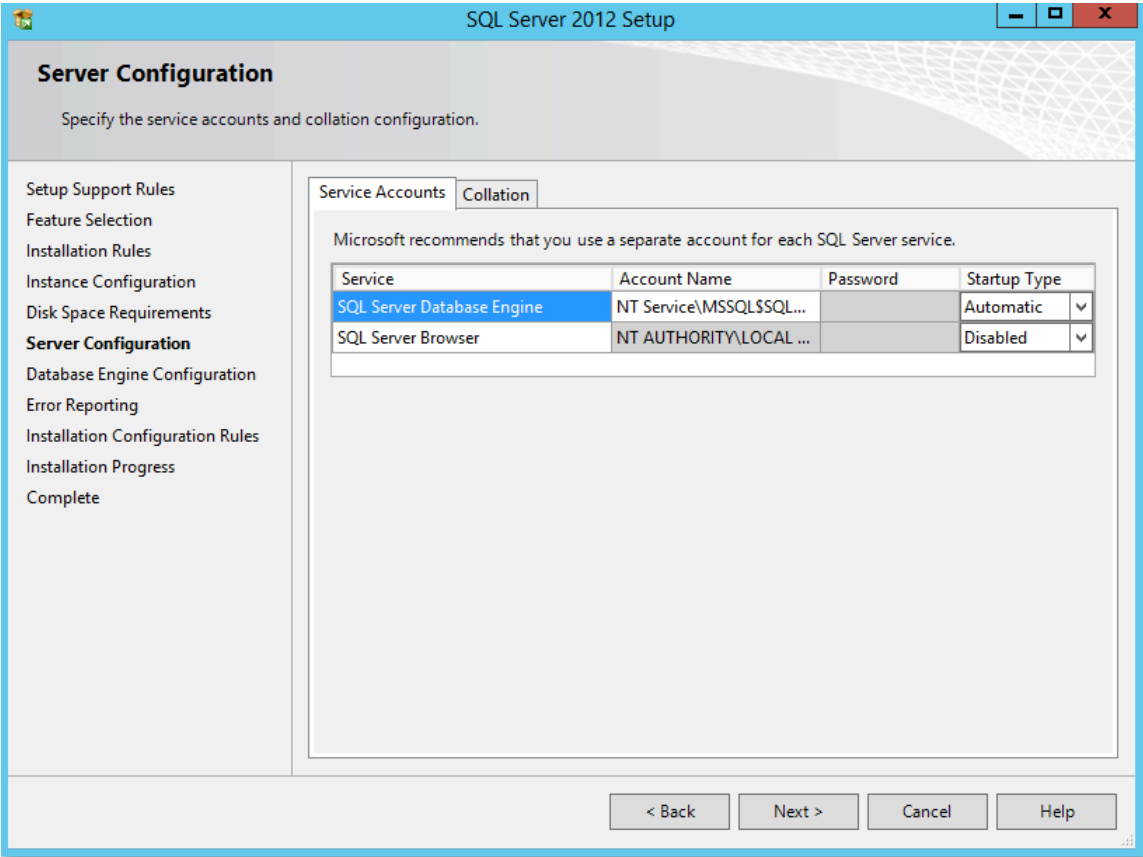 SQL Server 2012 Setup
Server Configuration
Specify the service accounts and collation configuration.
Setup Support Rules
Feature Selection
Installation Rules
Instance Configuration
Disk Space Requirements
Server Configuration
Database Engine Configuration
Error Reporting
Installation Configuration Rules
Installation Progress
Complete
Service Accounts Collation
Microsoft recommends that you use a separate account for each SQL Server service.
Service Account Name Password Startup Type
SQL Server Database Engine NT Service\MSSQL$SQL... Automatic
SQL Server Browser NT AUTHORITY\LOCAL ... Disabled
< Back Next > Cancel Help